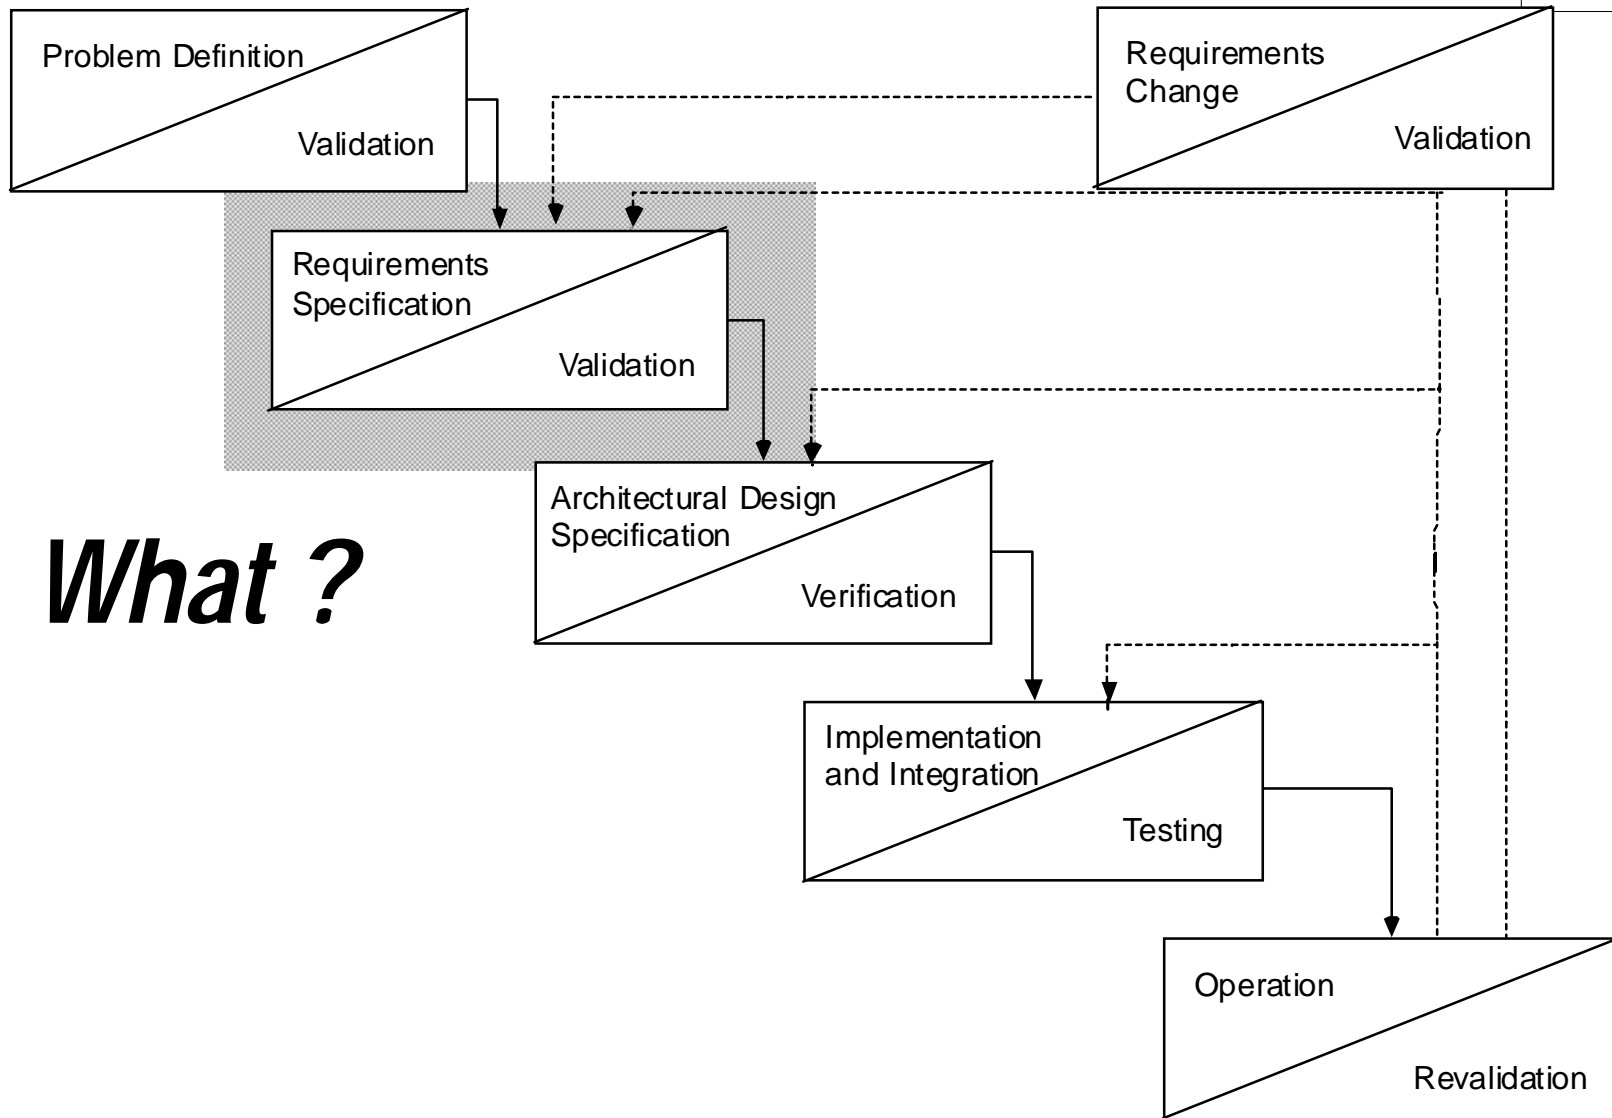 Problem Definition
Validation
Requirements
Change
Validation
Requirements
Specification
Validation
Architectural Design
Specification
Verification
What ?
Implementation
and Integration
Testing
Operation
Revalidation